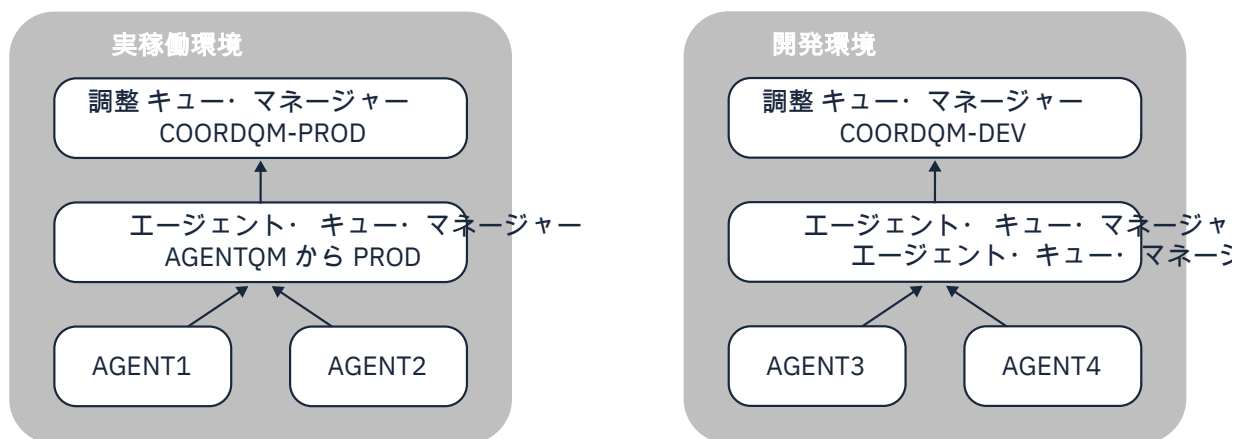 実稼働環境
調整 キュー・ マネージャー
COORDQM-PROD
エージェント・ キュー・ マネージャー
AGENTQM から PROD
AGENT1
AGENT2
開発環境
調整 キュー・ マネージャー
COORDQM-DEV
エージェント・ キュー・ マネージャ
エージェント・ キュー・ マネージ
AGENT3
AGENT4